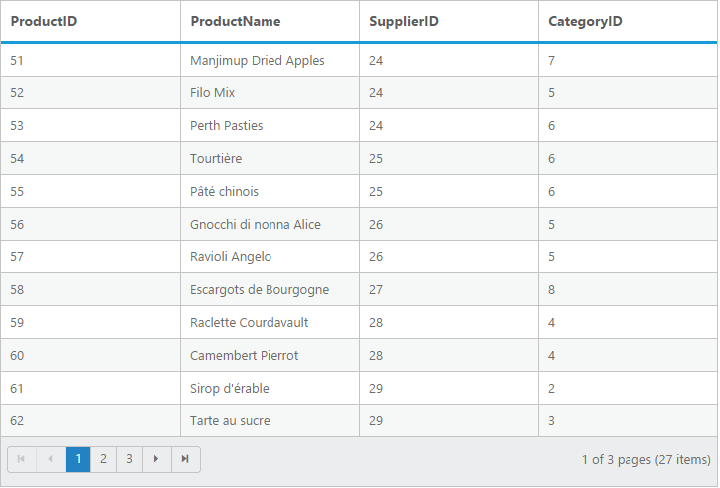 ProductID ProductName SupplierID CategoryID
51 Manjimup Dried Apples 24 7
52 Filo Mix 24 5
53 Perth Pasties 24 6
54 Tourtière 25 6
55 Pâté chinois 25 6
56 Gnocchi di nonna Alice 26 5
57 Ravioli Angelo 26 5
58 Escargots de Bourgogne 27 8
59 Raclette Courdavault 28 4
60 Camembert Pierrot 28 4
61 Sirop d'érable 29 2
62 Tarte au sucre 29 3
1 2 3 1 of 3 pages (27 items)